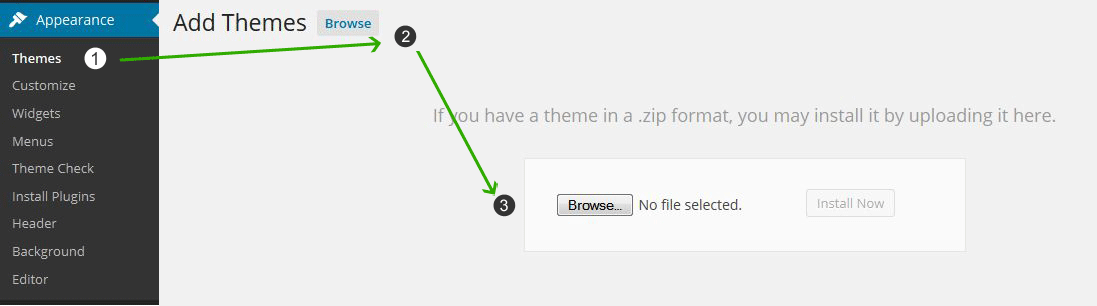 Appearance
Themes 1
Customize
Widgets
Menus
Theme Check
Install Plugins
Header
Background
Editor
Add Themes Browse 2
If you have a theme in a .zip format, you may install it by uploading it here.
3 Browse... No file selected. Install Now